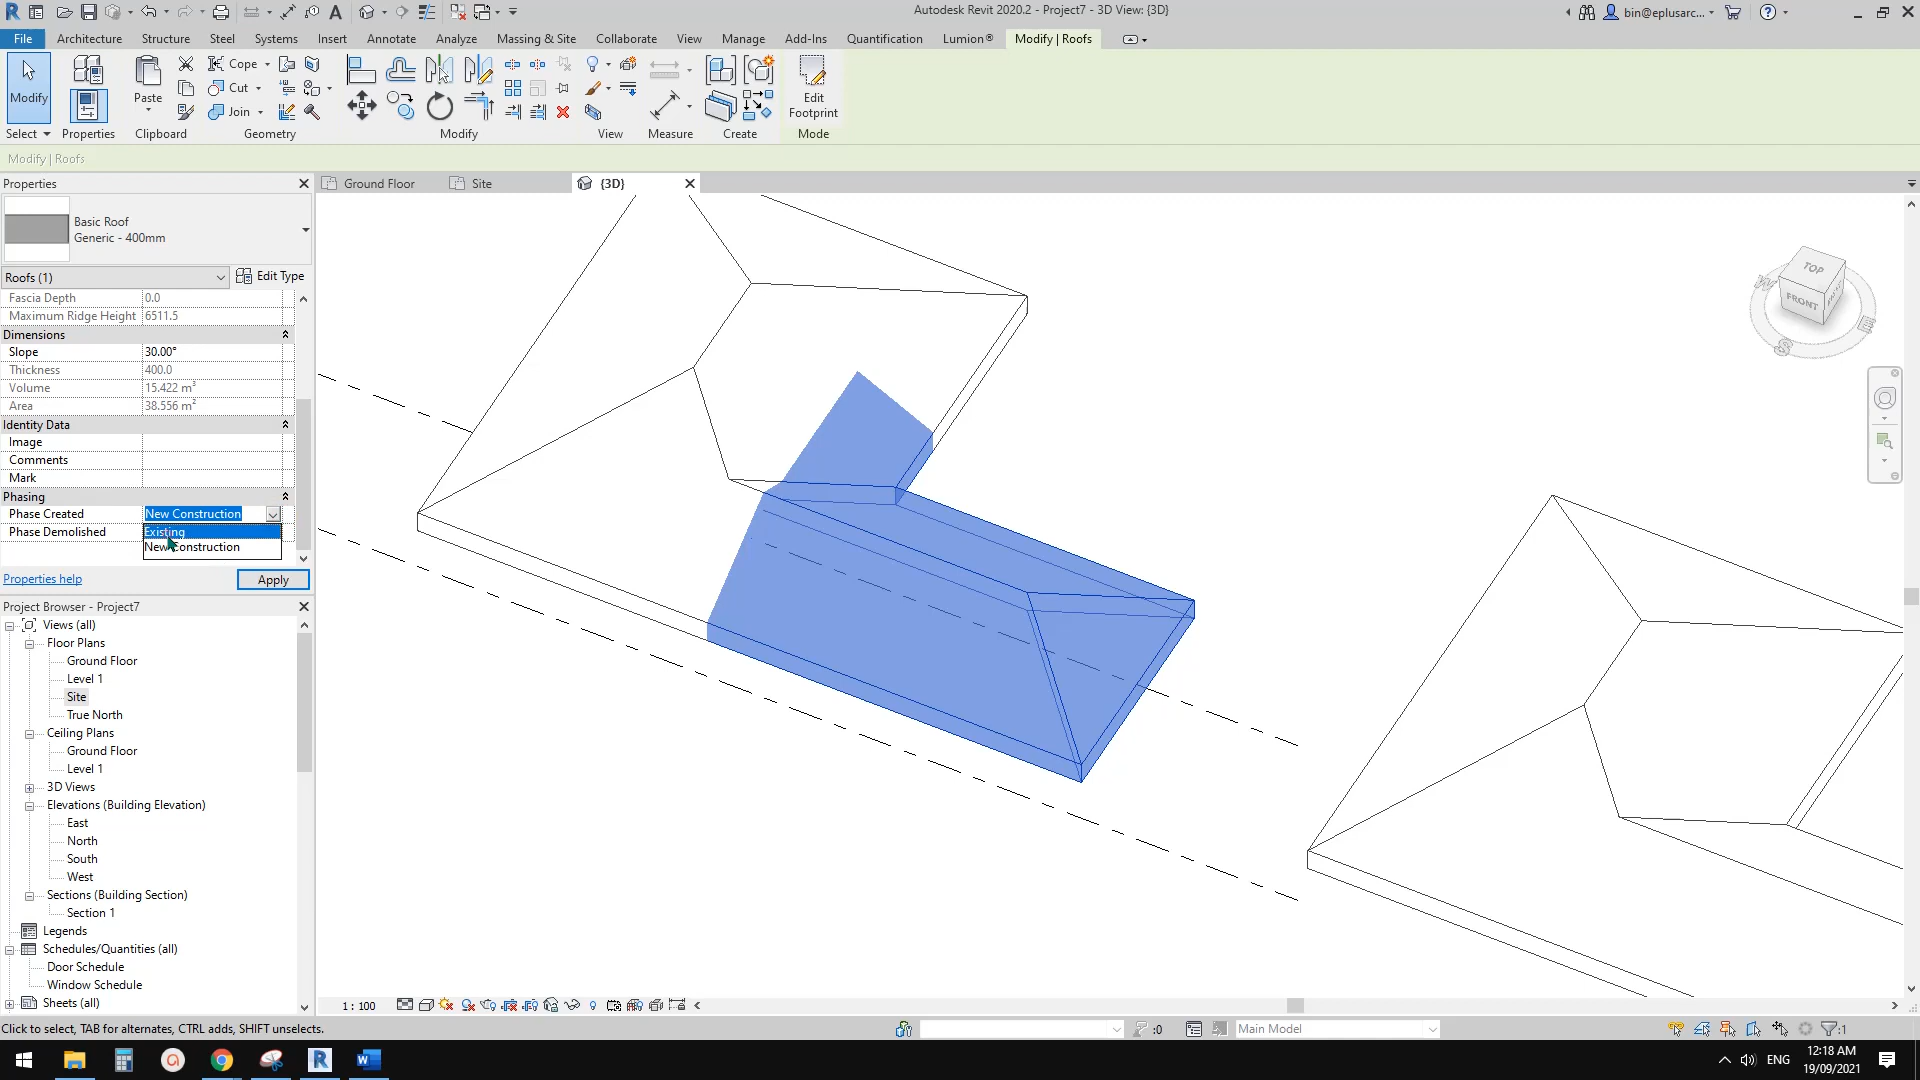 Autodesk Revit 2020.2 - Project7 - 3D View: {3D}
bin@eplusarc...
File Architecture Structure Steel Systems Insert Annotate Analyze Massing & Site Collaborate View Manage Add-Ins Quantification Lumion® Modify | Roofs
Modify
Paste
Cope
Cut
Join
Edit
Footprint
Select Properties Clipboard Geometry Modify View Measure Create Mode
Modify | Roofs
Properties
Ground Floor
Site
{3D}
Basic Roof
Generic - 400mm
Roofs (1)
Edit Type
Fascia Depth 0.0
Maximum Ridge Height 6511.5
Dimensions
Slope 30.00°
Thickness 400.0
Volume 15.422 m³
Area 38.556 m²
Identity Data
Image
Comments
Mark
Phasing
Phase Created New Construction
Phase Demolished
Existing
New Construction
Properties help
Apply
Project Browser - Project7
Views (all)
Floor Plans
Ground Floor
Level 1
Site
True North
Ceiling Plans
Ground Floor
Level 1
3D Views
Elevations (Building Elevation)
East
North
South
West
Sections (Building Section)
Section 1
Legends
Schedules/Quantities (all)
Door Schedule
Window Schedule
Sheets (all)
TOP
FRONT
W
S
E
1 : 100
Click to select, TAB for alternates, CTRL adds, SHIFT unselects.
:0
Main Model
:1
ENG
12:18 AM
19/09/2021